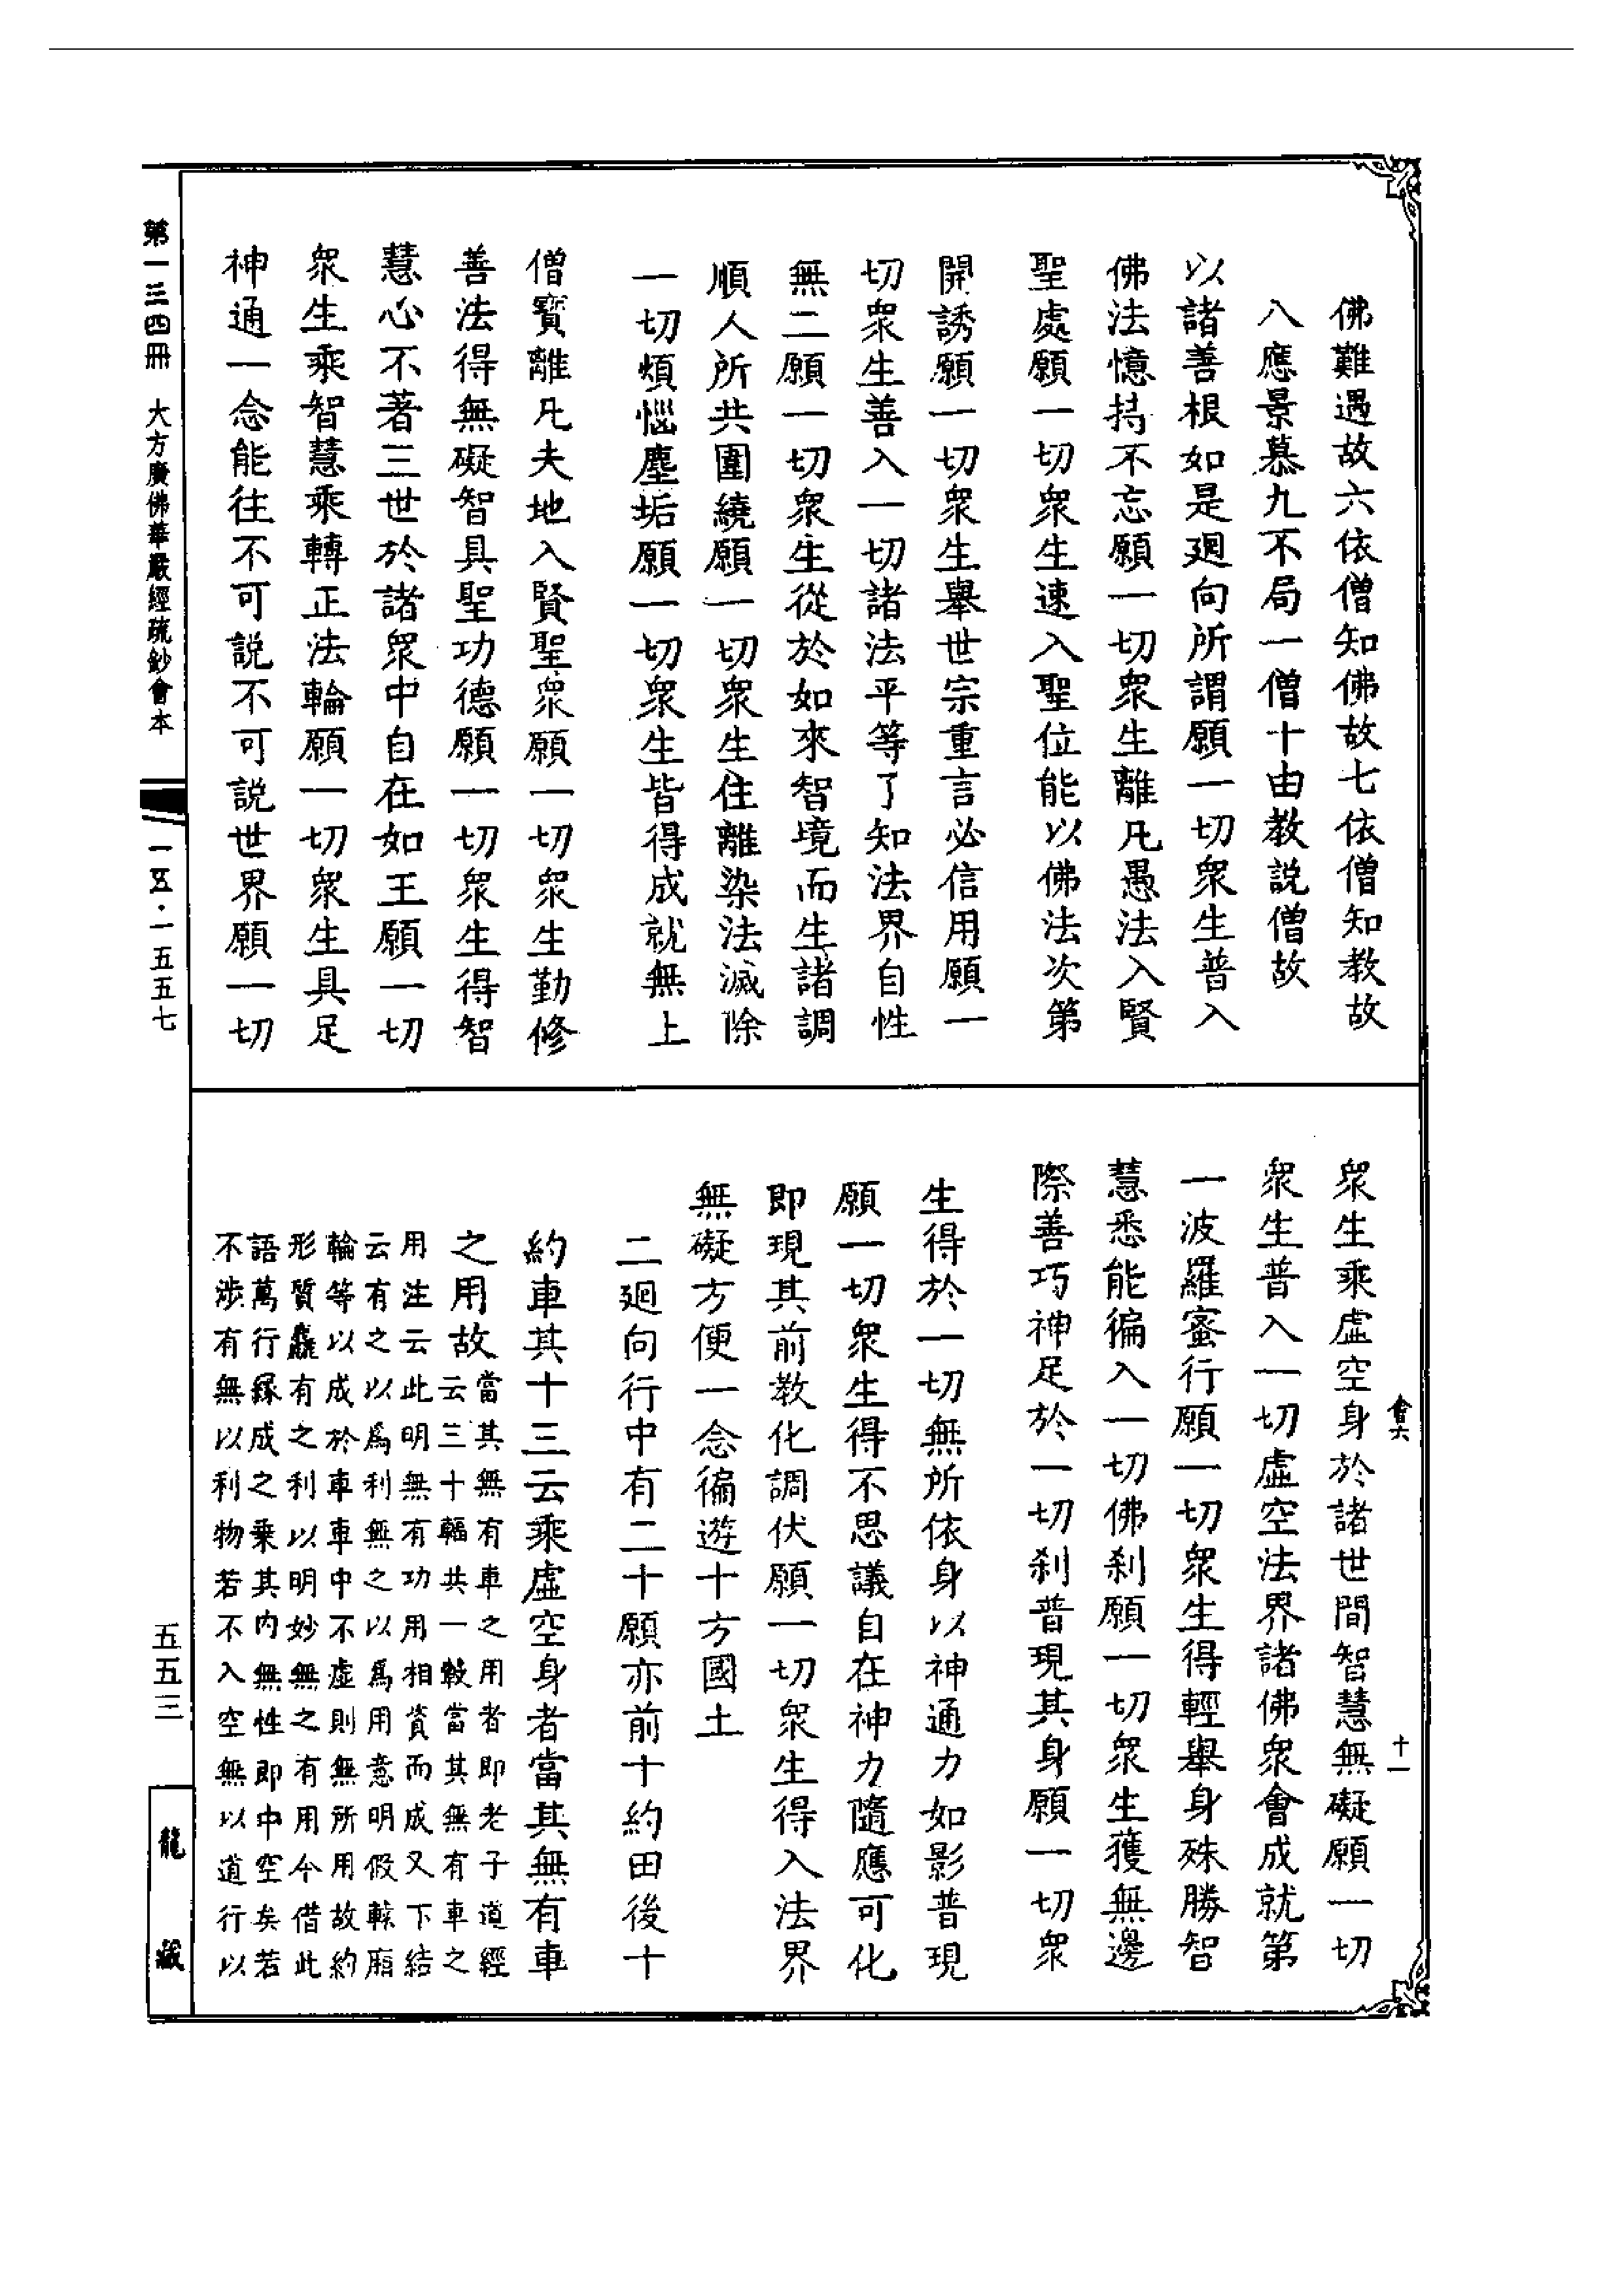 佛難遇故六依僧知佛故七依僧知教故
八應景慕九不局一僧十由教説僧故
以諸善根如是廻向所謂願一切衆生普入
佛法憶持不忘願一切衆生離凡愚法入賢
聖處願一切衆生速入聖位能以佛法次第
開誘願一切衆生舉世宗重言必信用願一
切衆生善入一切諸法平等了知法界自性
無二願一切衆生從於如來智境而生諸調
順人所共圍繞願一切衆生住離染法滅除
一切煩惱塵垢願一切衆生皆得成就無上
僧寶離凡夫地入賢聖衆願一切衆生勤修
善法得無礙智具聖功德願一切衆生得智
慧心不著三世於諸衆中自在如王願一切
衆生乘智慧乘轉正法輪願一切衆生具足
神通一念能往不可説不可説世界願一切
衆生乘虛空身於諸世間智慧無礙願一切
衆生普入一切虛空法界諸佛衆會成就第
一波羅蜜行願一切衆生得輕舉身殊勝智
慧悉能徧入一切佛刹願一切衆生獲無邊
際善巧神足於一切刹普現其身願一切衆
生得於一切無所依身以神通力如影普現
願一切衆生得不思議自在神力隨應可化
即現其前教化調伏願一切衆生得入法界
無礙方便一念徧遊十方國土
二廻向行中有二十願亦前十約田後十
約車其十三云乘虛空身者當其無有車
之用故
當其無有車之用者即老子道經
云三十輻共一轂當其無有車之
用注云此明無有功用相資而成又下結
云有之以爲利無之以爲用意明假轅廂
輪等以成於車車中不虛則無所用故約
形質麤有之利以明妙無之有用今借此
語萬行緣成之乘其内無性即中空矣若
不涉有無以利物若不入空無以道行以
會六
十一
第一三四冊 大方廣佛華嚴經疏鈔會本
一五·一五五七
五五三
龍藏